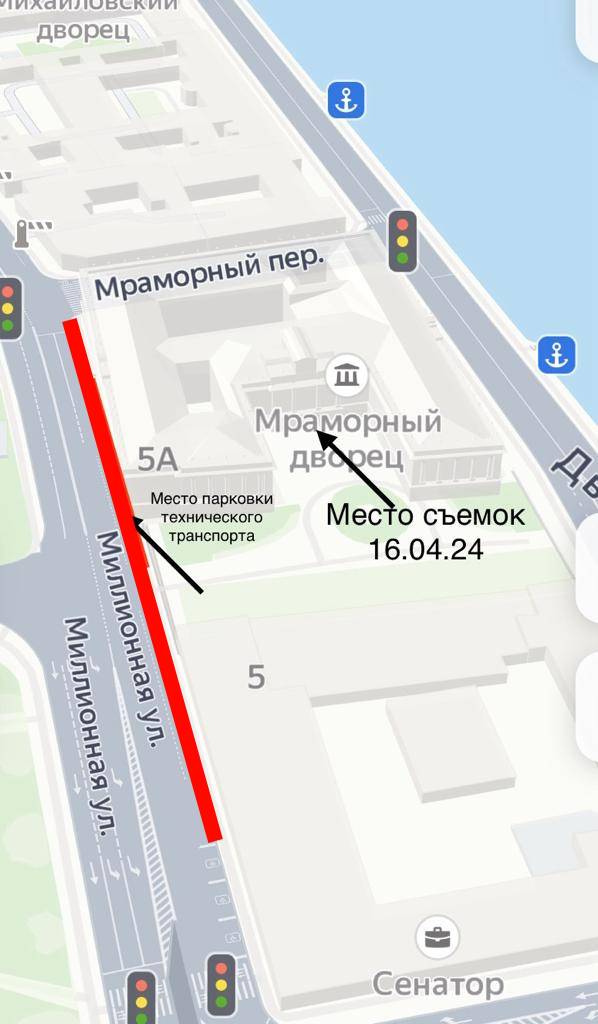 Михайловский
дворец
Мраморный пер.
Мраморный
дворец
5А
Место парковки
технического
транспорта
Место съемок
16.04.24
Дв
Миллионная ул.
Миллионная ул.
5
Сенатор